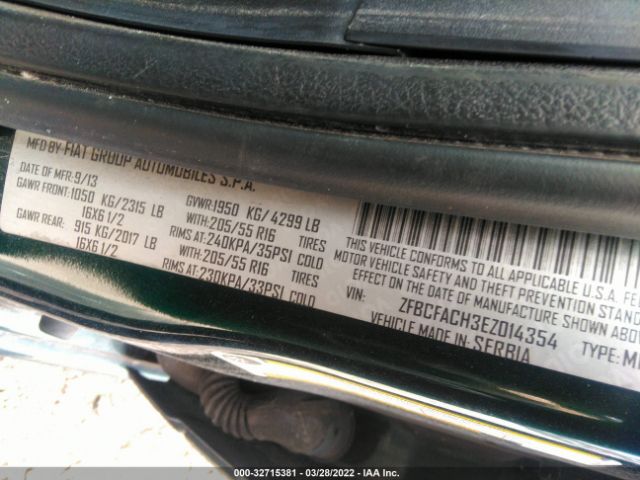 MFD BY FIAT GROUP AUTOMOBILES S.P.A.
DATE OF MFR: 9/13 GVWR: 1950 KG/ 4299 LB
GAWR FRONT: 1050 KG/2315 LB WITH: 205/55 R16 TIRES
16X6 1/2 RIMS AT: 240KPA/35PSI COLD
GAWR REAR: 915 KG/2017 LB WITH: 205/55 R16 TIRES
16X6 1/2 RIMS AT: 230KPA/33PSI COLD
THIS VEHICLE CONFORMS TO ALL APPLICABLE U.S.A. FE
MOTOR VEHICLE SAFETY AND THEFT PREVENTION STAND
EFFECT ON THE DATE OF MANUFACTURE SHOWN ABOVE
VIN: ZFBCFACH3EZ014354
VEHICLE MADE IN: SERBIA TYPE:
000-32715381 - 03/28/2022 - IAA Inc.